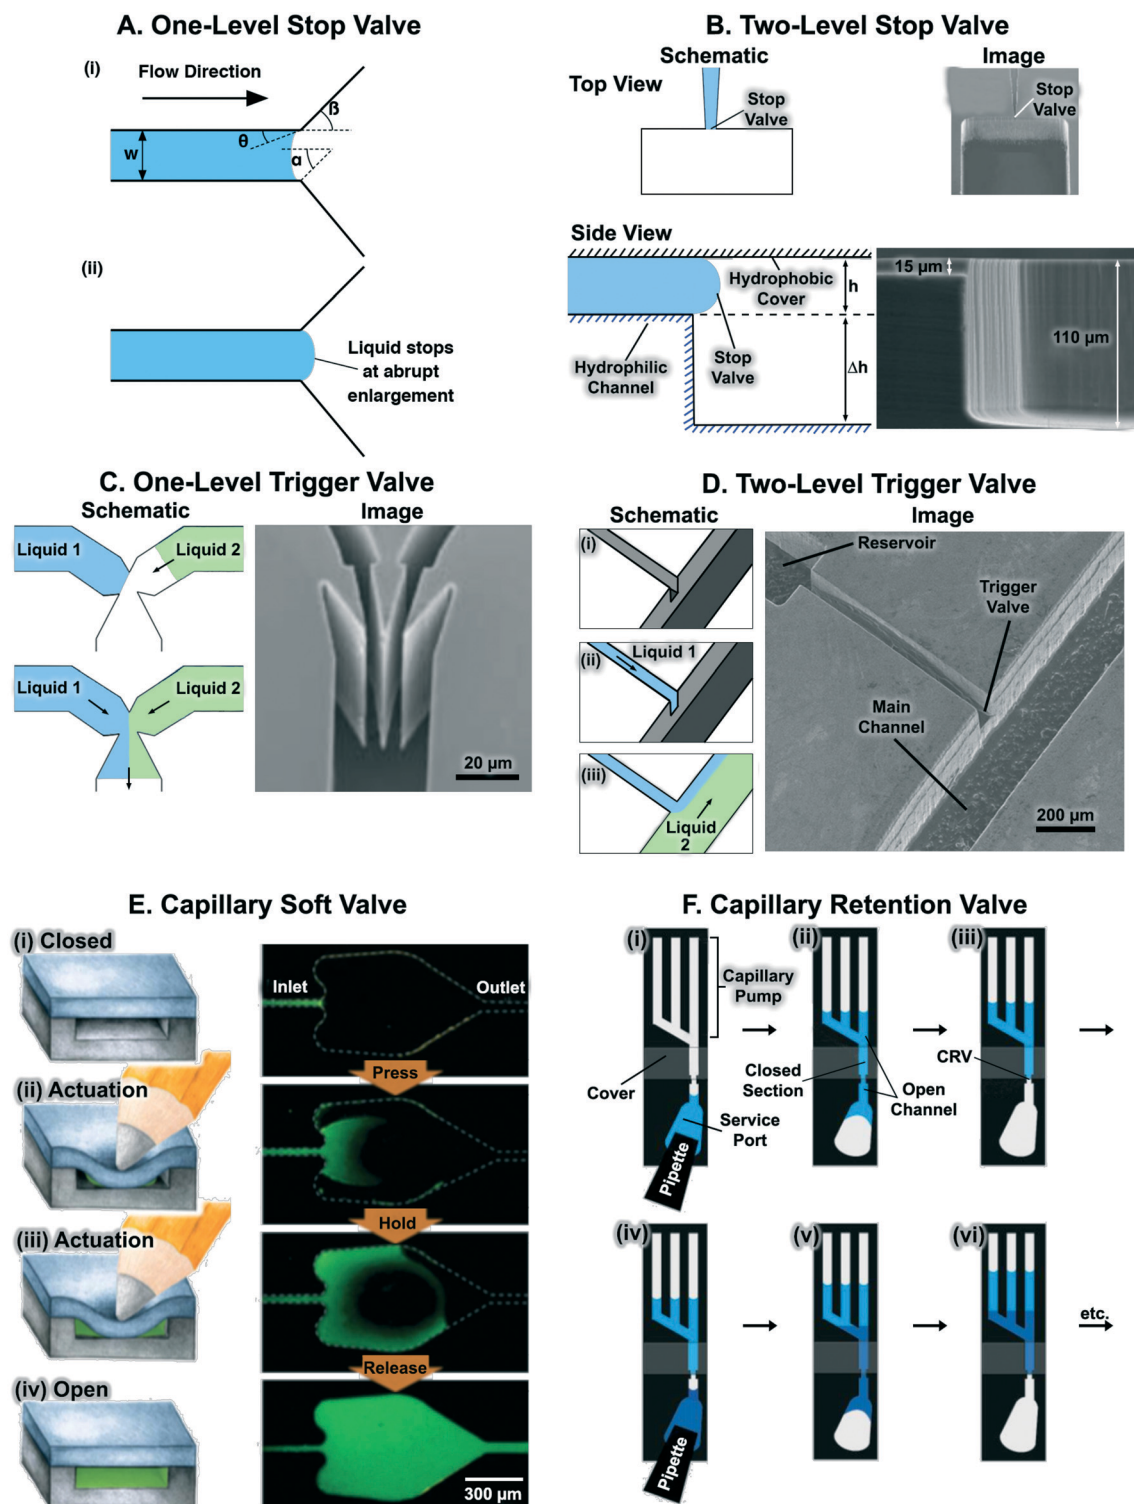 A. One-Level Stop Valve
(i)
Flow Direction
β
θ
w
α
(ii)
Liquid stops
at abrupt
enlargement
B. Two-Level Stop Valve
Schematic
Image
Top View
Stop
Valve
Stop
Valve
Side View
Hydrophobic
Cover
h
Hydrophilic
Channel
Stop
Valve
Δh
15 µm
110 µm
C. One-Level Trigger Valve
Schematic
Image
Liquid 1
Liquid 2
Liquid 1
Liquid 2
20 µm
D. Two-Level Trigger Valve
Schematic
Image
(i)
(ii)
Liquid 1
(iii)
Liquid
2
Reservoir
Trigger
Valve
Main
Channel
200 µm
E. Capillary Soft Valve
(i) Closed
Inlet
Outlet
Press
(ii) Actuation
Hold
(iii) Actuation
Release
(iv) Open
300 µm
F. Capillary Retention Valve
(i)
(ii)
(iii)
Capillary
Pump
Cover
Closed
Section
CRV
Open
Channel
Service
Port
Pipette
(iv)
(v)
(vi)
etc.
Pipette